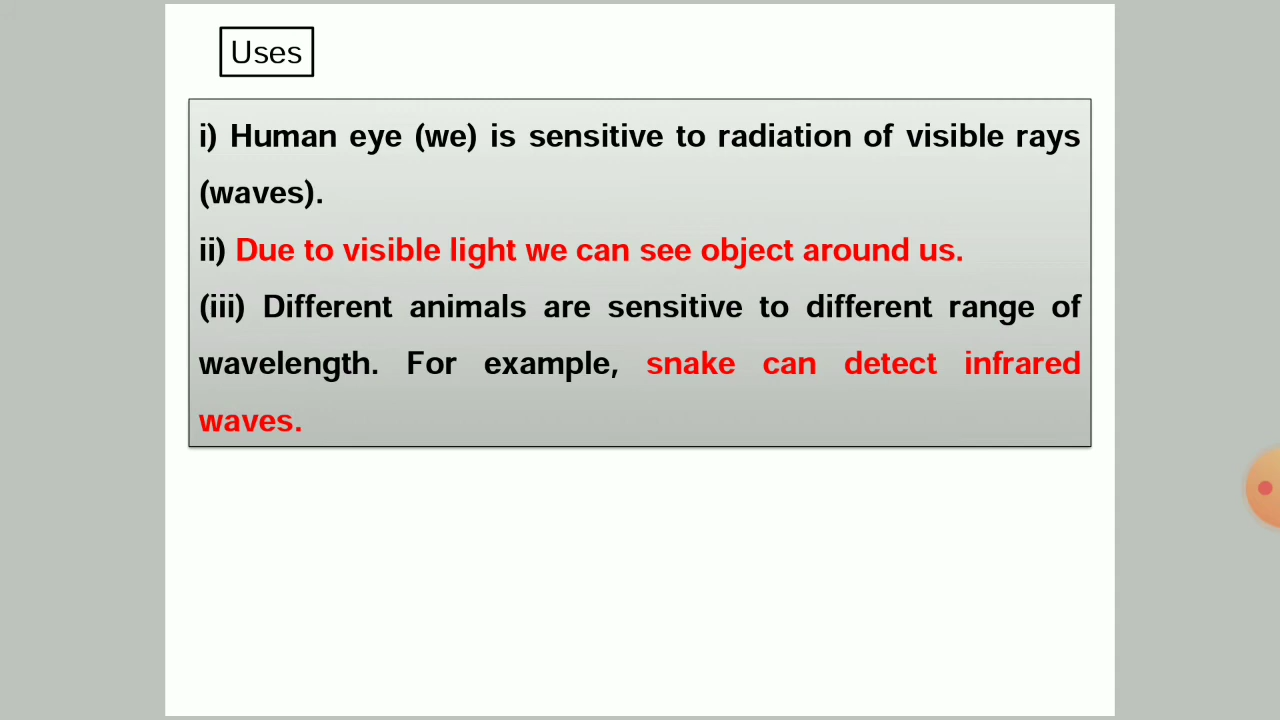 Uses
i) Human eye (we) is sensitive to radiation of visible rays
(waves).
ii) Due to visible light we can see object around us.
(iii) Different animals are sensitive to different range of
wavelength. For example, snake can detect infrared
waves.